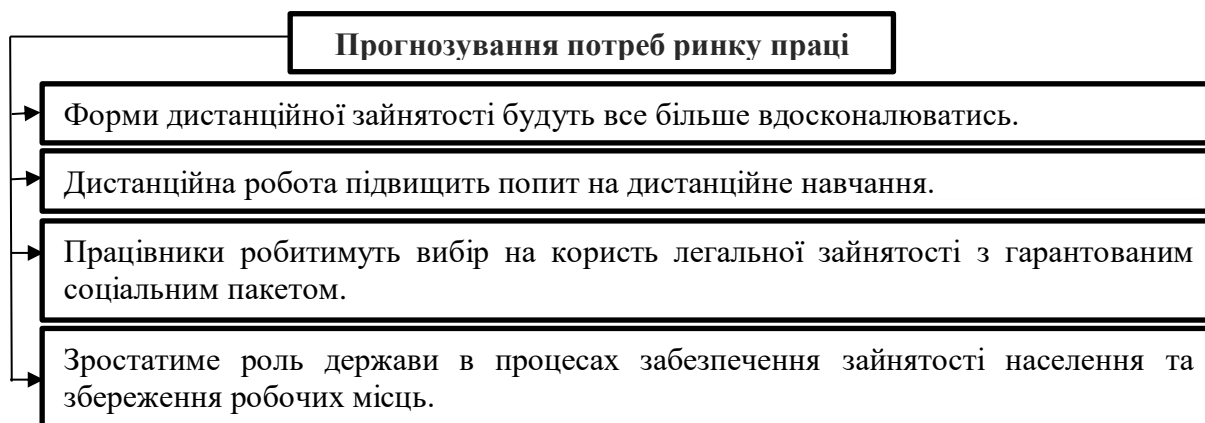 Прогнозування потреб ринку праці
Форми дистанційної зайнятості будуть все більше вдосконалюватись.
Дистанційна робота підвищить попит на дистанційне навчання.
Працівники робитимуть вибір на користь легальної зайнятості з гарантованим
соціальним пакетом.
Зростатиме роль держави в процесах забезпечення зайнятості населення та
збереження робочих місць.